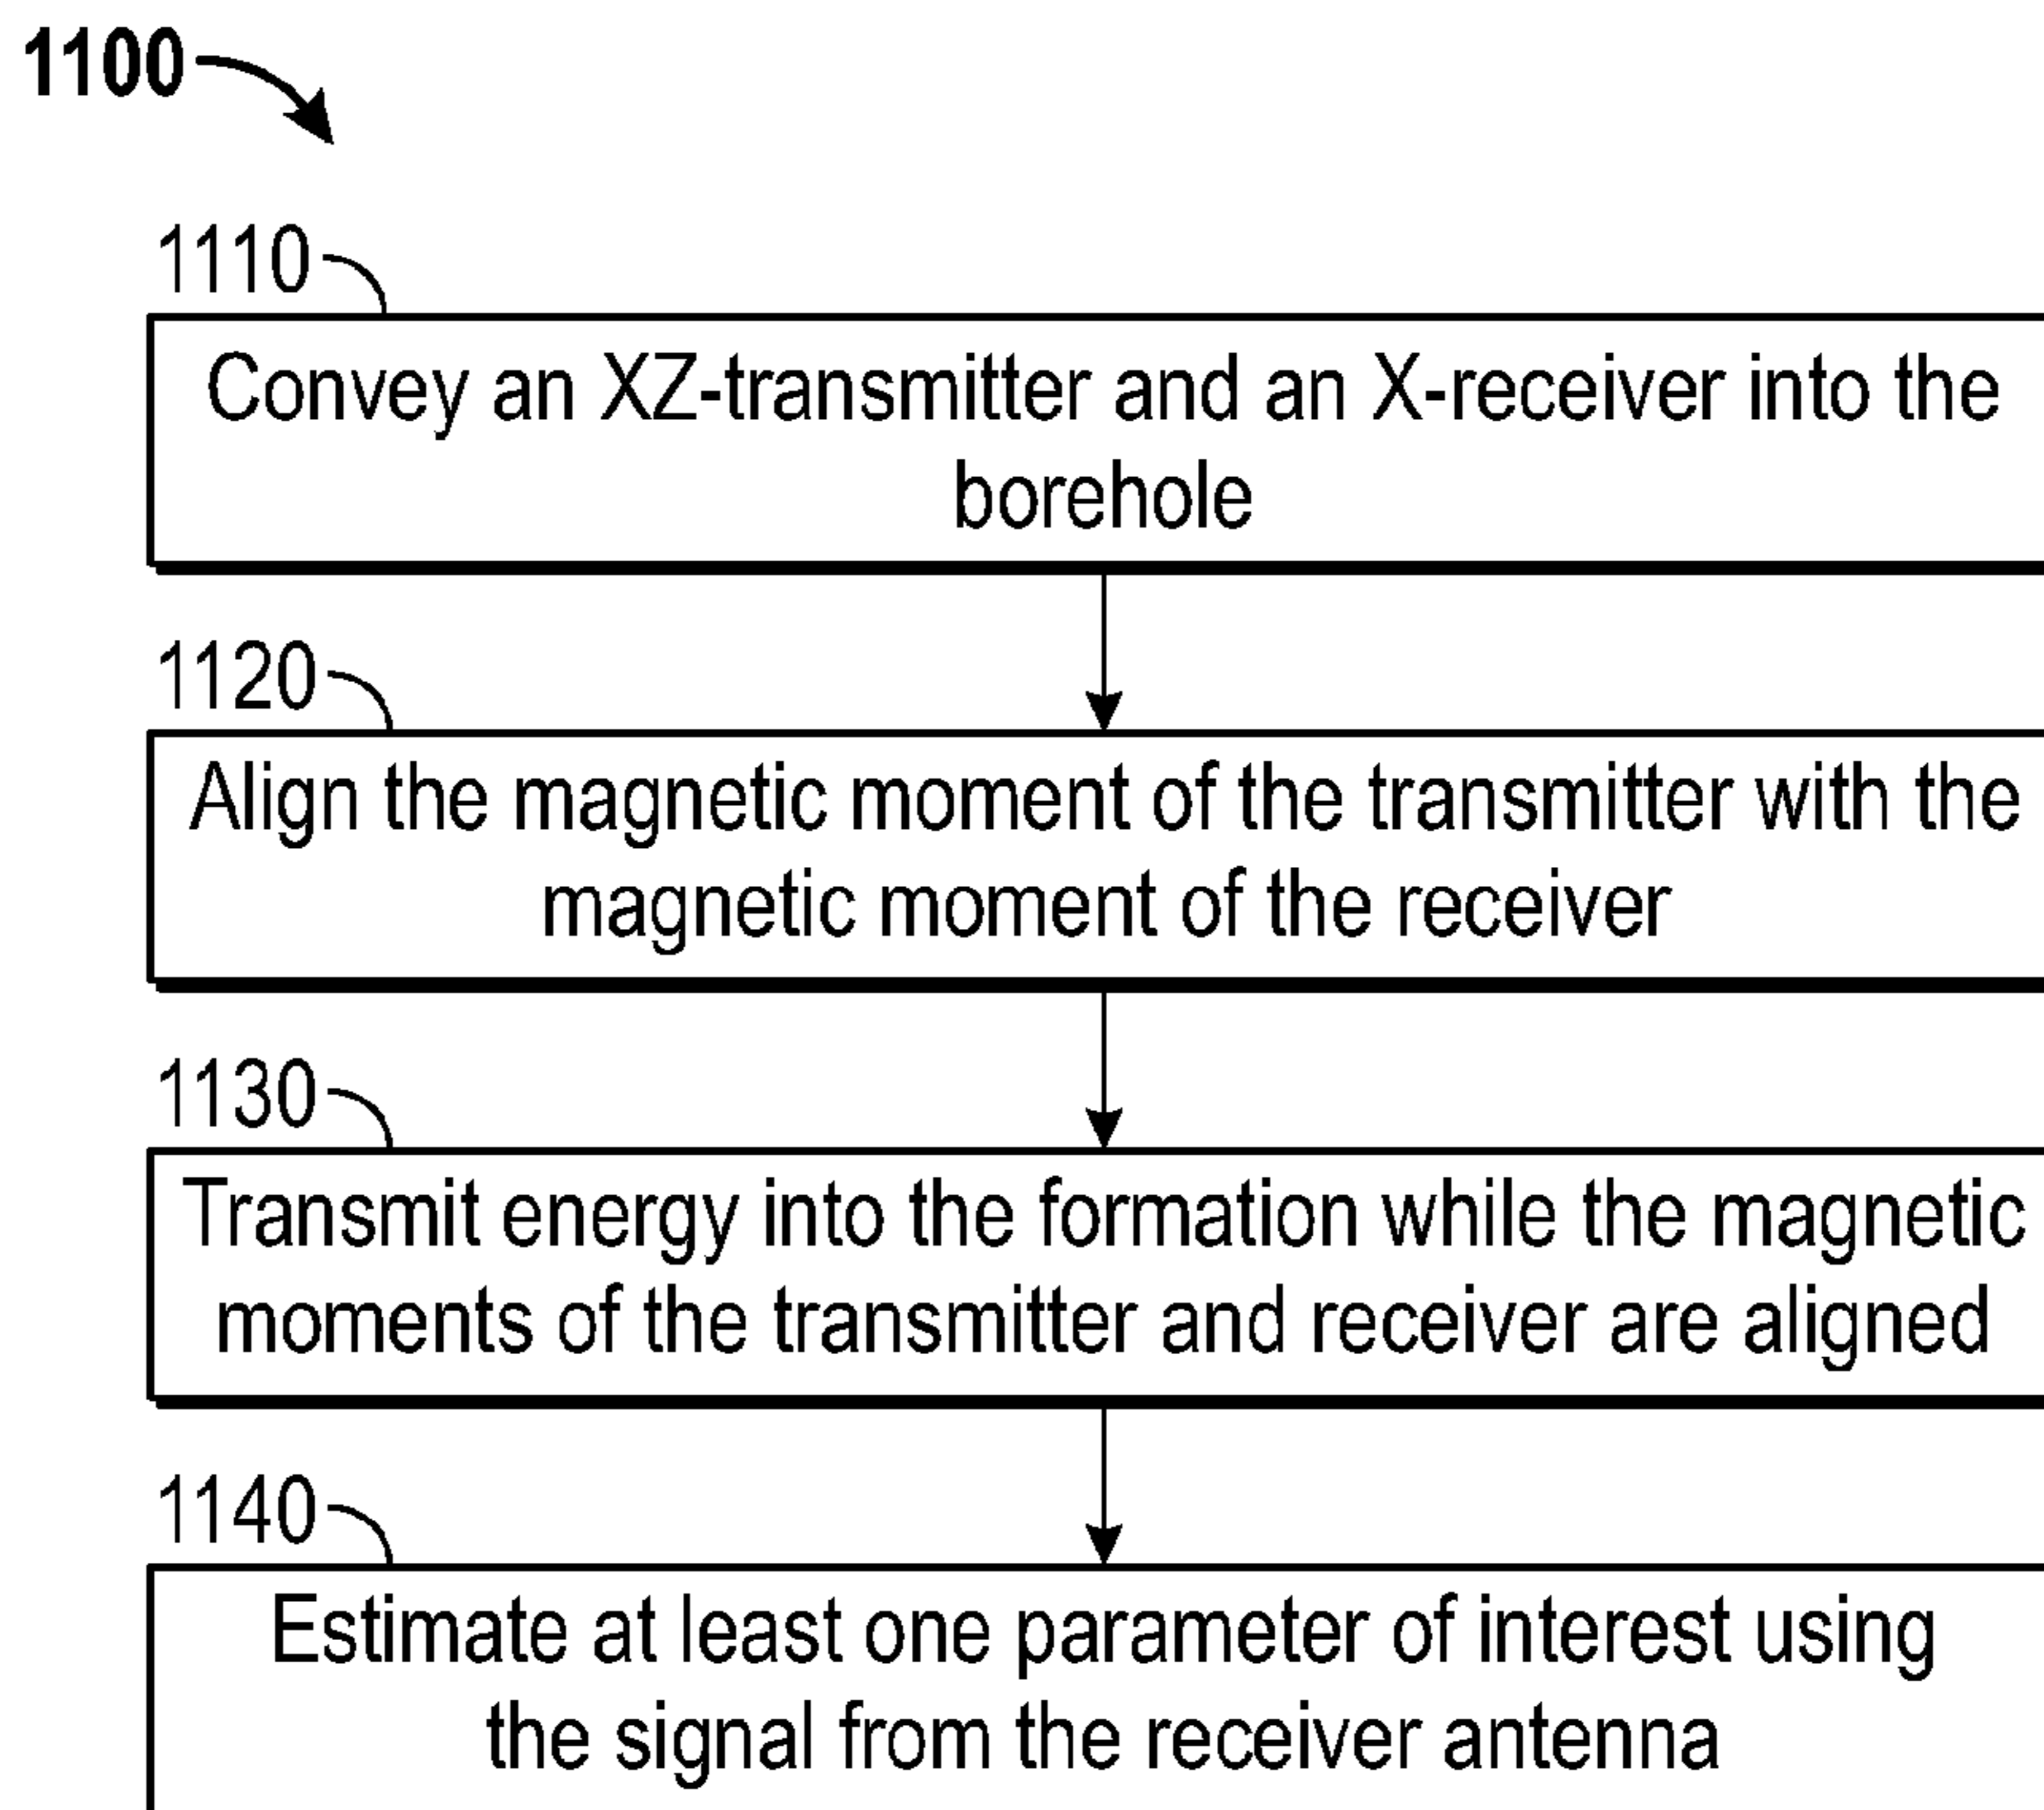 1100
1110
Convey an XZ-transmitter and an X-receiver into the
borehole
1120
Align the magnetic moment of the transmitter with the
magnetic moment of the receiver
1130
Transmit energy into the formation while the magnetic
moments of the transmitter and receiver are aligned
1140
Estimate at least one parameter of interest using
the signal from the receiver antenna